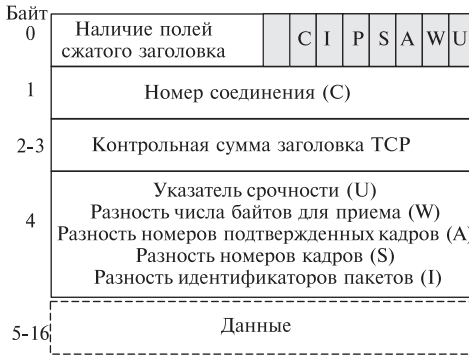 Байт
0
Наличие полей
сжатого заголовка
C I P S A W U
1
Номер соединения (C)
2-3
Контрольная сумма заголовка TCP
4
Указатель срочности (U)
Разность числа байтов для приема (W)
Разность номеров подтвержденных кадров (A)
Разность номеров кадров (S)
Разность идентификаторов пакетов (I)
5-16
Данные